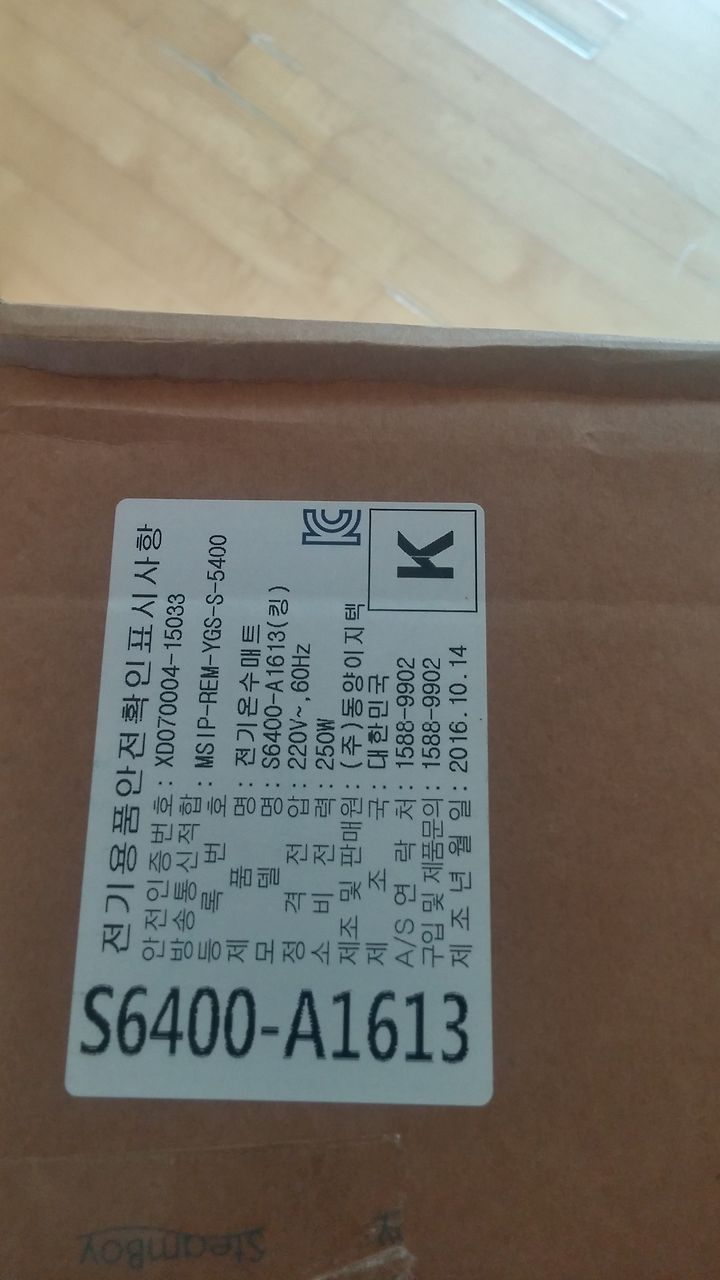 전기용품안전확인표시사항
안전인증번호 : XD070004-15033
방송통신적합
등 록 번 호 : MSIP-REM-YGS-S-5400
제 품 명 : 전기온수매트
모 델 명 : S6400-A1613(킹)
정 격 전 압 : 220V~,60Hz
소 비 전 력 : 250W
제조 및 판매원 : (주)동양이지텍
제 조 국 : 대한민국
A/S 연 락 처 : 1588-9902
구입 및 제품문의 : 1588-9902
제 조 년 월 일 : 2016.10.14
K
S6400-A1613
SteamBoy